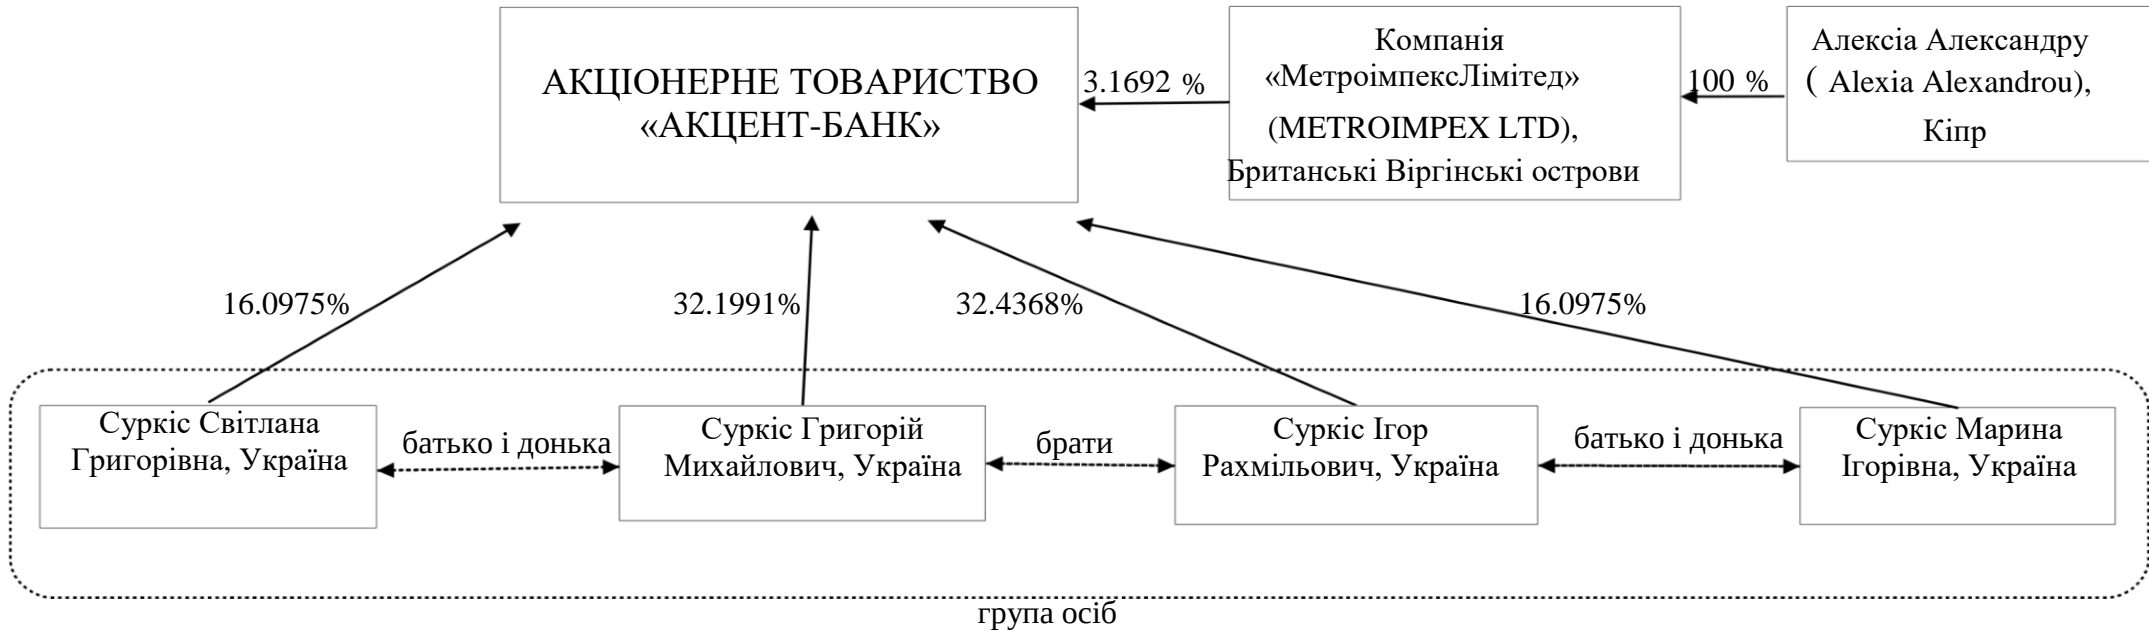 АКЦІОНЕРНЕ ТОВАРИСТВО
«АКЦЕНТ-БАНК»
3.1692 %
Компанія
«МетроімпексЛімітед»
(METROIMPEX LTD),
Британські Віргінські острови
100 %
Алексіа Александру
( Alexia Alexandrou),
Кіпр
16.0975%
32.1991%
32.4368%
16.0975%
Суркіс Світлана
Григорівна, Україна
батько і донька
Суркіс Григорій
Михайлович, Україна
брати
Суркіс Ігор
Рахмільович, Україна
батько і донька
Суркіс Марина
Ігорівна, Україна
група осіб